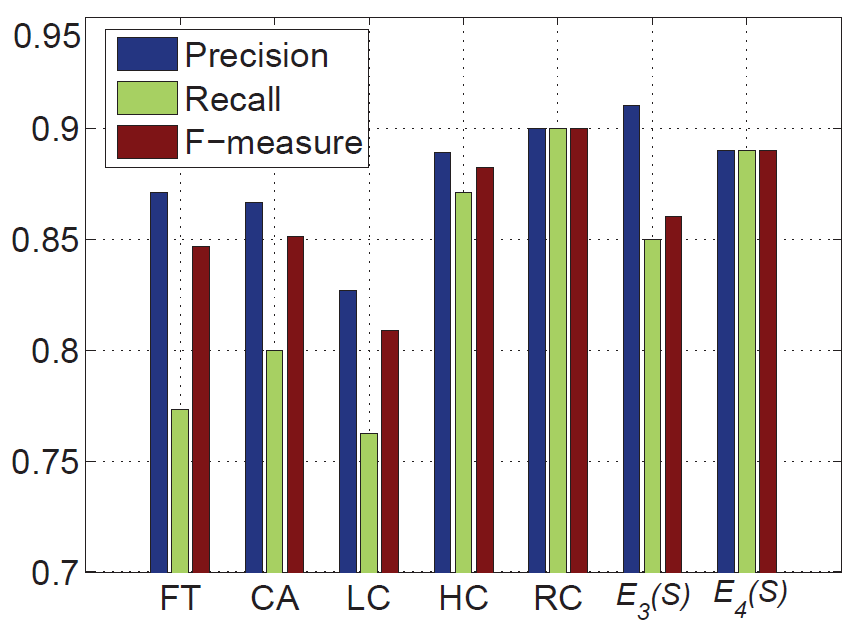 0.95
0.9
0.85
0.8
0.75
0.7
Precision
Recall
F−measure
FT CA LC HC RC E3(S) E4(S)